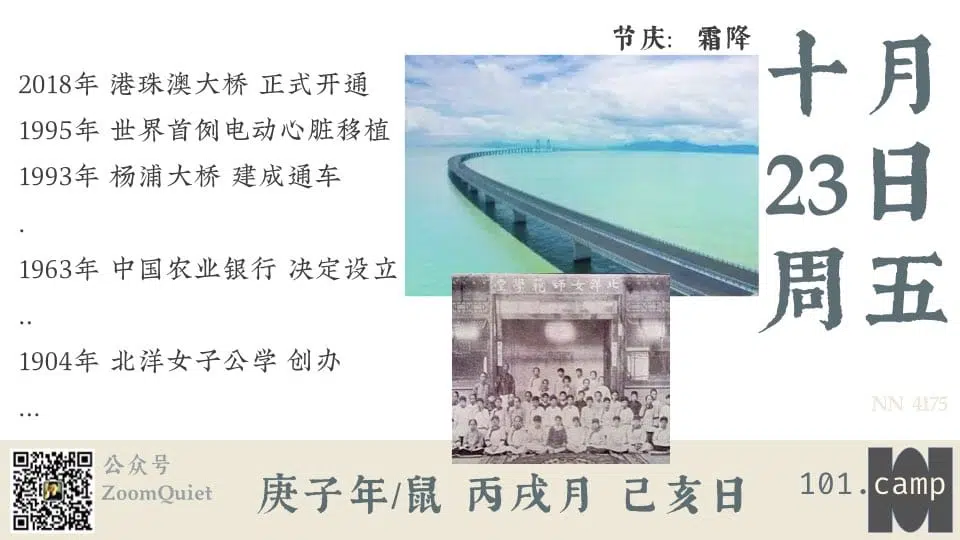 节庆: 霜降
十月
23日
周五
2018年 港珠澳大桥 正式开通
1995年 世界首例电动心脏移植
1993年 杨浦大桥 建成通车
.
1963年 中国农业银行 决定设立
..
1904年 北洋女子公学 创办
...
北洋女師範學堂
NN 4175
公众号
ZoomQuiet
庚子年/鼠 丙戌月 己亥日
101.camp